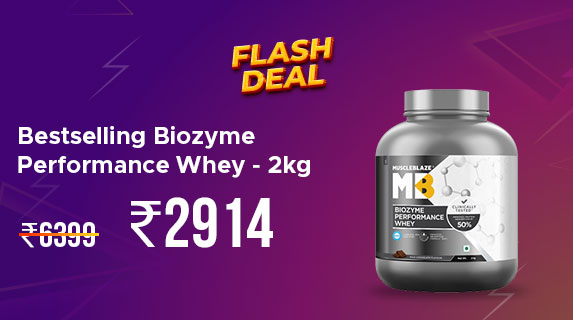 FLASH
DEAL
Bestselling Biozyme
Performance Whey - 2kg
₹6399
₹2914
MUSCLEBLAZE
MB
BIOZYME
PERFORMANCE
WHEY
CLINICALLY
TESTED
50%